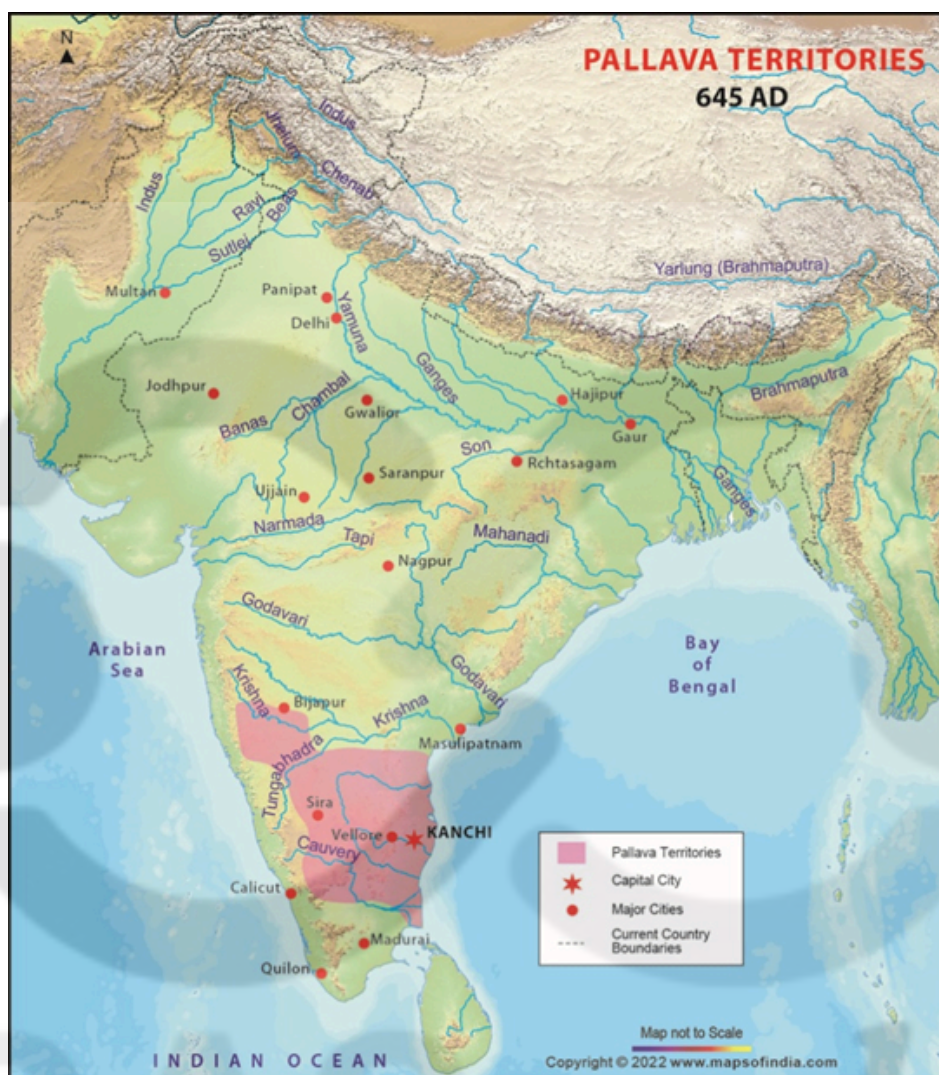 N
PALLAVA TERRITORIES
645 AD
Indus
Jhelum
Chenab
Indus
Ravi
Beas
Sutlej
Yarlung (Brahmaputra)
Multan
Panipat
Delhi
Yamuna
Ganges
Brahmaputra
Jodhpur
Chambal
Banas
Gwalior
Hajipur
Gaur
Son
Rchtasagam
Saranpur
Ujjain
Ganges
Narmada
Tapi
Mahanadi
Nagpur
Godavari
Arabian
Sea
Bay
of
Bengal
Godavari
Krishna
Bijapur
Krishna
Masulipatnam
Tungabhadra
Sira
Vellore
KANCHI
Cauvery
Calicut
Madurai
Quilon
Pallava Territories
Capital City
Major Cities
Current Country
Boundaries
Map not to Scale
INDIAN OCEAN
Copyright © 2022 www.mapsofindia.com